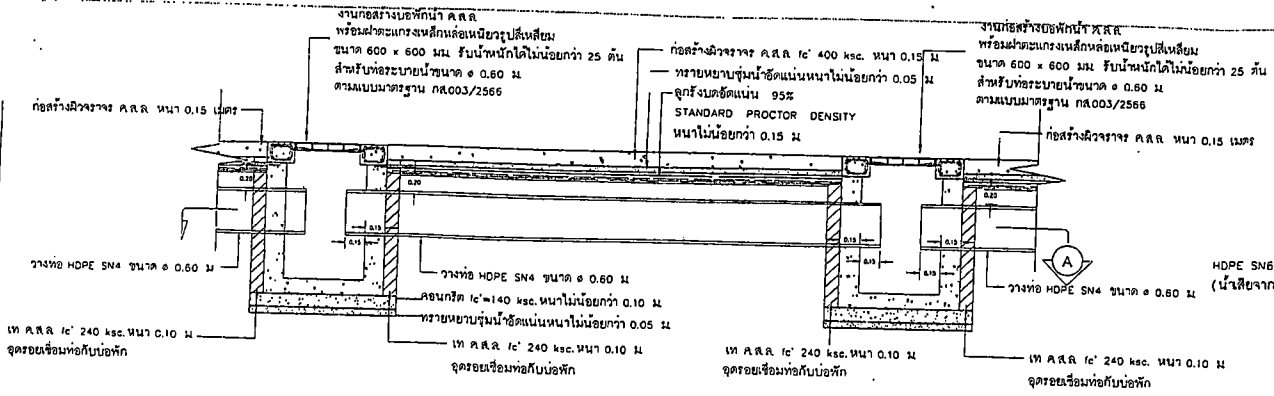 งานก่อสร้างบ่อพักน้ำ ค.ส.ล.
พร้อมฝาตะแกรงเหล็กหล่อเหนียวรูปสี่เหลี่ยม
ขนาด 600 x 600 มม. รับน้ำหนักได้ไม่น้อยกว่า 25 ตัน
สำหรับท่อระบายน้ำขนาด ø 0.60 ม
ตามแบบมาตรฐาน กส.003/2566
ก่อสร้างผิวจราจร ค.ส.ล. หนา 0.15 เมตร
ก่อสร้างผิวจราจร ค.ส.ล. fc' 400 ksc. หนา 0.15 ม
ทรายหยาบชุ่มน้ำอัดแน่นหนาไม่น้อยกว่า 0.05 ม
ลูกรังบดอัดแน่น 95%
STANDARD PROCTOR DENSITY
หนาไม่น้อยกว่า 0.15 ม
งานก่อสร้างบ่อพักน้ำ ค.ส.ล.
พร้อมฝาตะแกรงเหล็กหล่อเหนียวรูปสี่เหลี่ยม
ขนาด 600 x 600 มม. รับน้ำหนักได้ไม่น้อยกว่า 25 ตัน
สำหรับท่อระบายน้ำขนาด ø 0.60 ม
ตามแบบมาตรฐาน กส.003/2566
ก่อสร้างผิวจราจร ค.ส.ล. หนา 0.15 เมตร
0.20
0.20
0.20
0.15
0.15
0.15
0.15
0.15
0.15
A
วางท่อ HDPE SN4 ขนาด ø 0.60 ม
วางท่อ HDPE SN4 ขนาด ø 0.60 ม
วางท่อ HDPE SN4 ขนาด ø 0.60 ม
HDPE SN6
(น้ำเสียจาก
คอนกรีต fc'=140 ksc. หนาไม่น้อยกว่า 0.10 ม
ทรายหยาบชุ่มน้ำอัดแน่นหนาไม่น้อยกว่า 0.05 ม
เท ค.ส.ล. fc' 240 ksc. หนา 0.10 ม
อุดรอยเชื่อมท่อกับบ่อพัก
เท ค.ส.ล. fc' 240 ksc. หนา 0.10 ม
อุดรอยเชื่อมท่อกับบ่อพัก
เท ค.ส.ล. fc' 240 ksc. หนา 0.10 ม
อุดรอยเชื่อมท่อกับบ่อพัก
เท ค.ส.ล. fc' 240 ksc. หนา 0.10 ม
อุดรอยเชื่อมท่อกับบ่อพัก